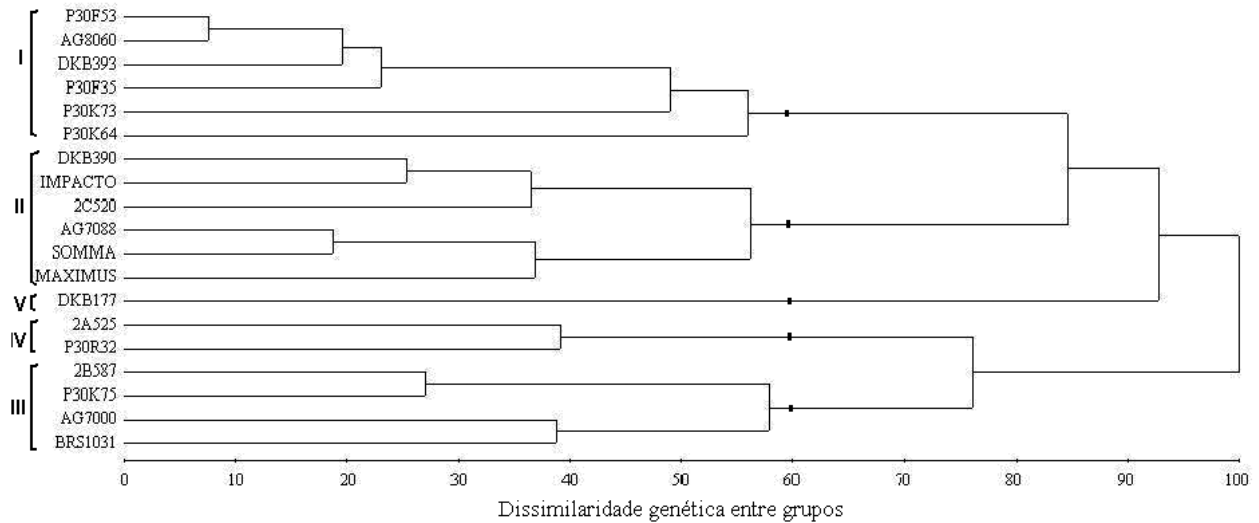 P30F53
AG8060
I
DKB393
P30F35
P30K73
P30K64
DKB390
IMPACTO
II
2C520
AG7088
SOMMA
MAXIMUS
V
DKB177
2A525
IV
P30R32
2B587
P30K75
III
AG7000
BRS1031
0 10 20 30 40 50 60 70 80 90 100
Dissimilaridade genética entre grupos